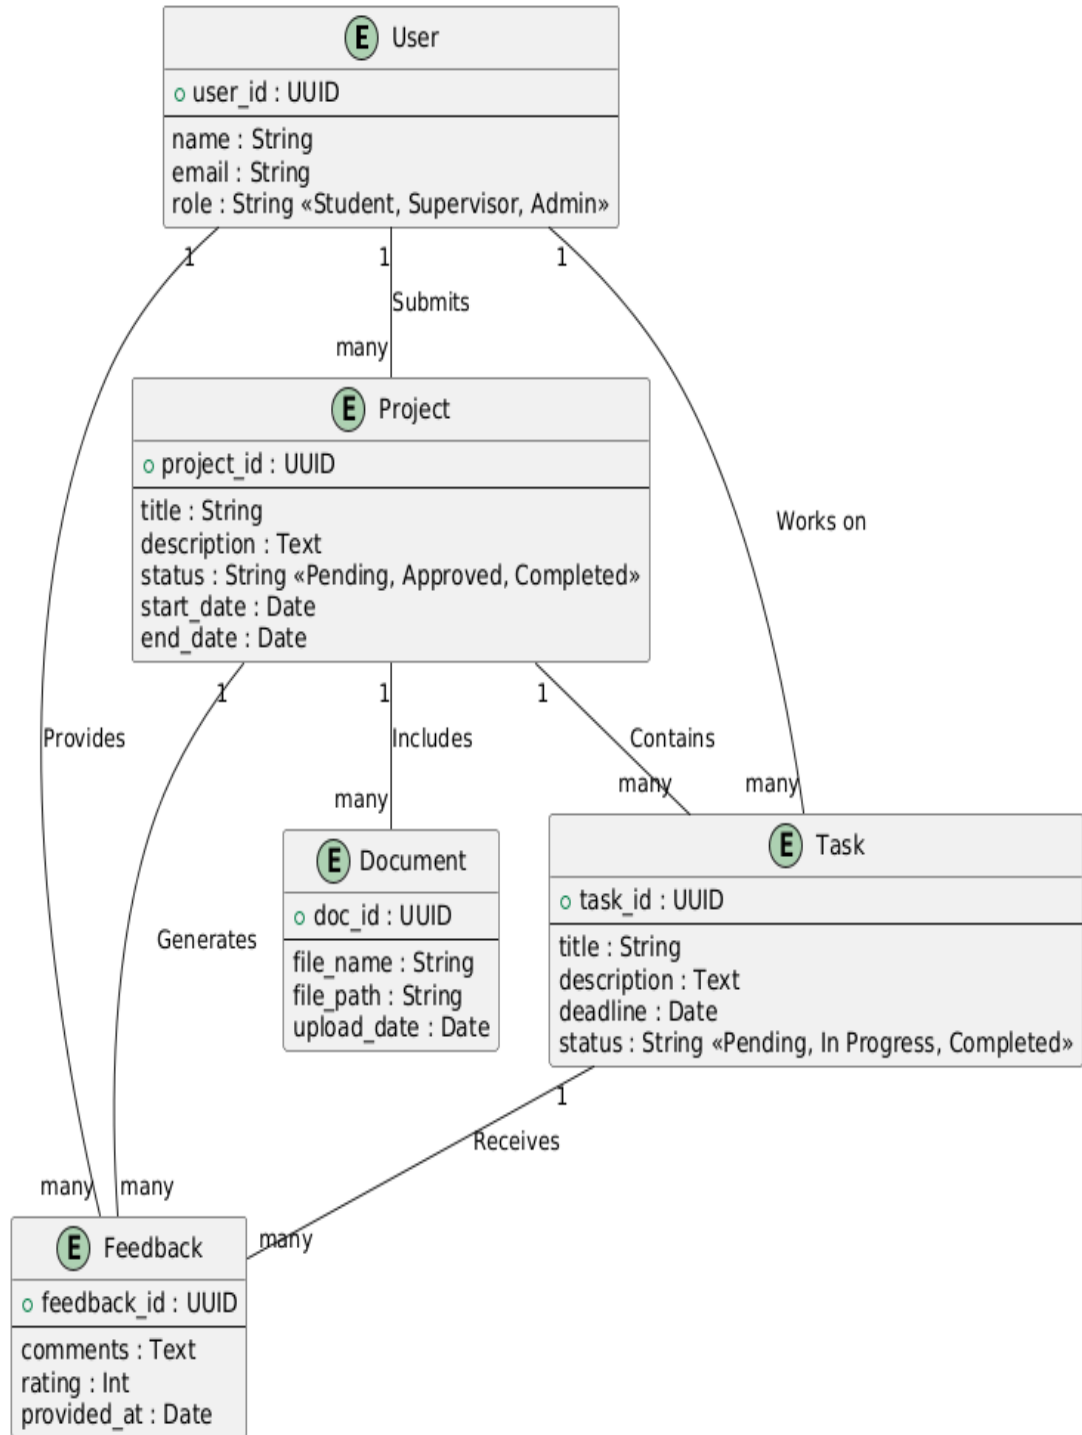 E User
user_id : UUID
name : String
email : String
role : String «Student, Supervisor, Admin»
1
1
1
Submits
many
E Project
project_id : UUID
title : String
description : Text
status : String «Pending, Approved, Completed»
start_date : Date
end_date : Date
Works on
1
1
1
Provides
Includes
Contains
many
many
many
E Document
doc_id : UUID
file_name : String
file_path : String
upload_date : Date
E Task
task_id : UUID
title : String
description : Text
deadline : Date
status : String «Pending, In Progress, Completed»
Generates
1
Receives
many
many
many
E Feedback
feedback_id : UUID
comments : Text
rating : Int
provided_at : Date